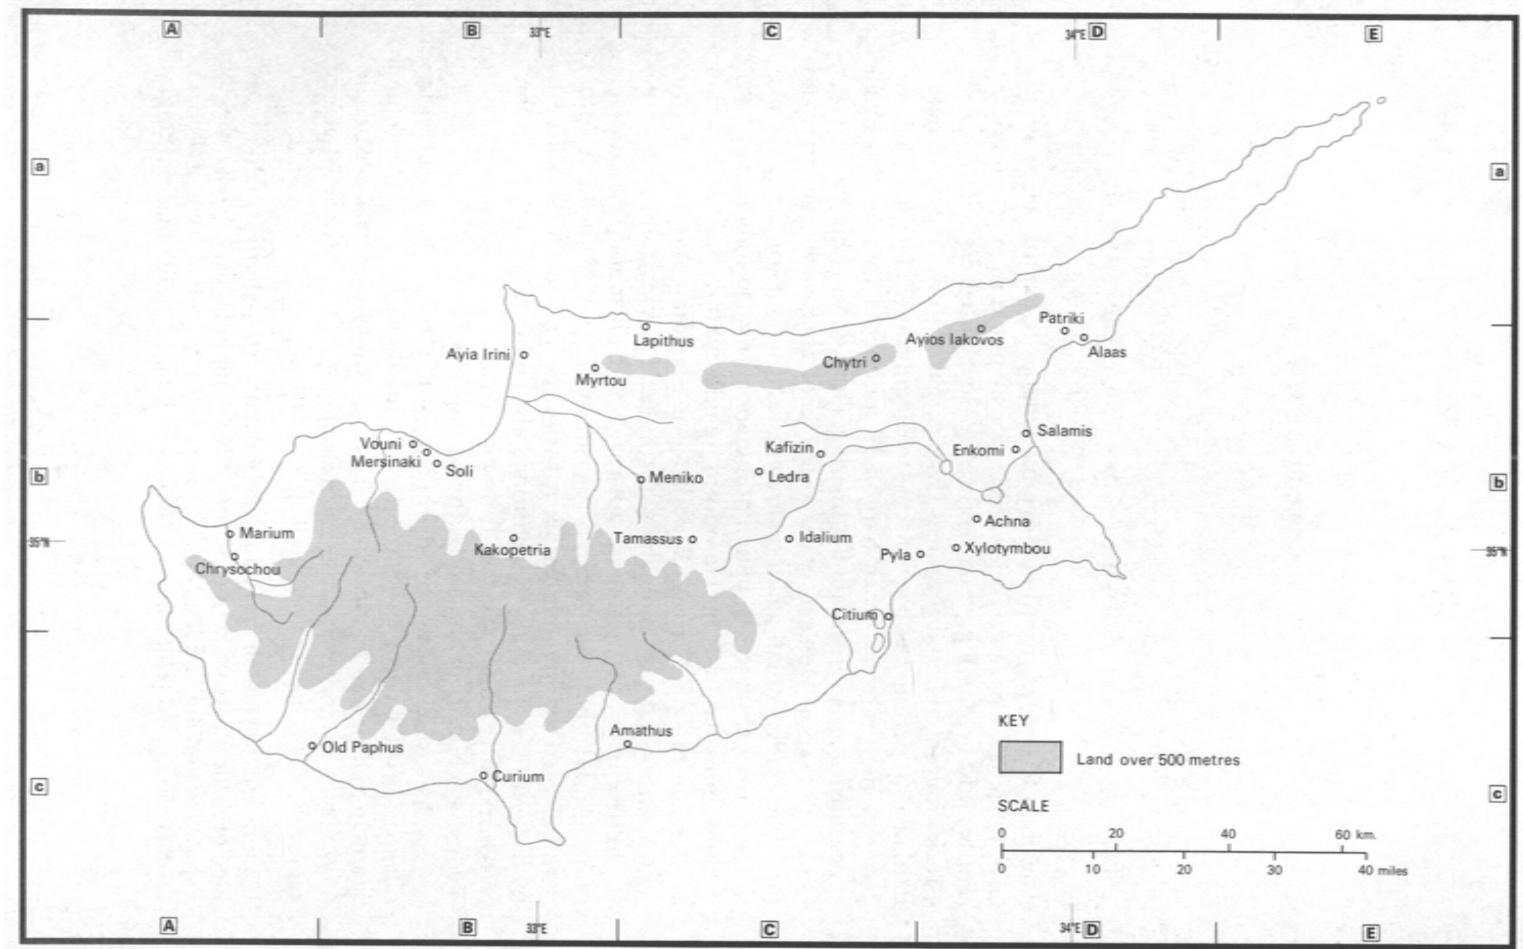 A
B
33°E
C
34°E
D
E
a
a
Lapithus
Patriki
Ayios Iakovos
Alaas
Ayia Irini
Chytri
Myrtou
Salamis
Vouni
Kafizin
Enkomi
Mersinaki
Soli
Ledra
b
Meniko
b
Achna
Marium
35°N
Kakopetria
Tamassus
Idalium
Pyla
Xylotymbou
35°N
Chrysochou
Citium
KEY
Amathus
Old Paphus
Land over 500 metres
Curium
c
c
SCALE
0 20 40 60 km.
0 10 20 30 40 miles
A
B
33°E
C
34°E
D
E